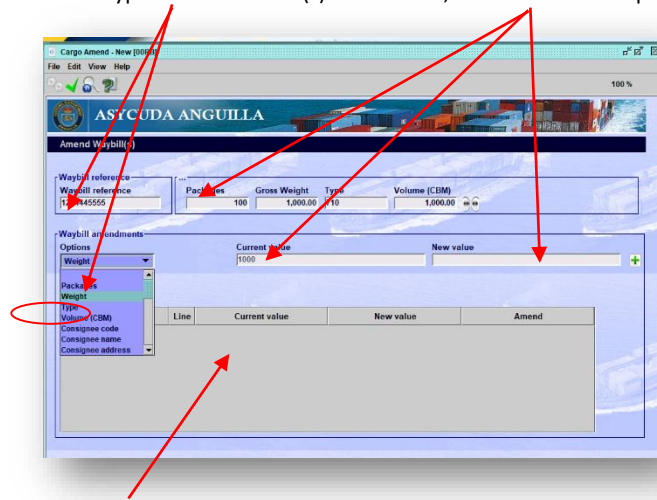 Cargo Amend - New
File Edit View Help
100 %
ASYCUDA ANGUILLA
Amend Waybill(s)
Waybill reference
...
Waybill reference Packages Gross Weight Type Volume (CBM)
100 1,000.00 710 1,000.00
Waybill amendments
Options Current value New value
Weight 1000
Packages
Weight
Type
Volume (CBM)
Consignee code
Consignee name
Consignee address
Line Current value New value Amend